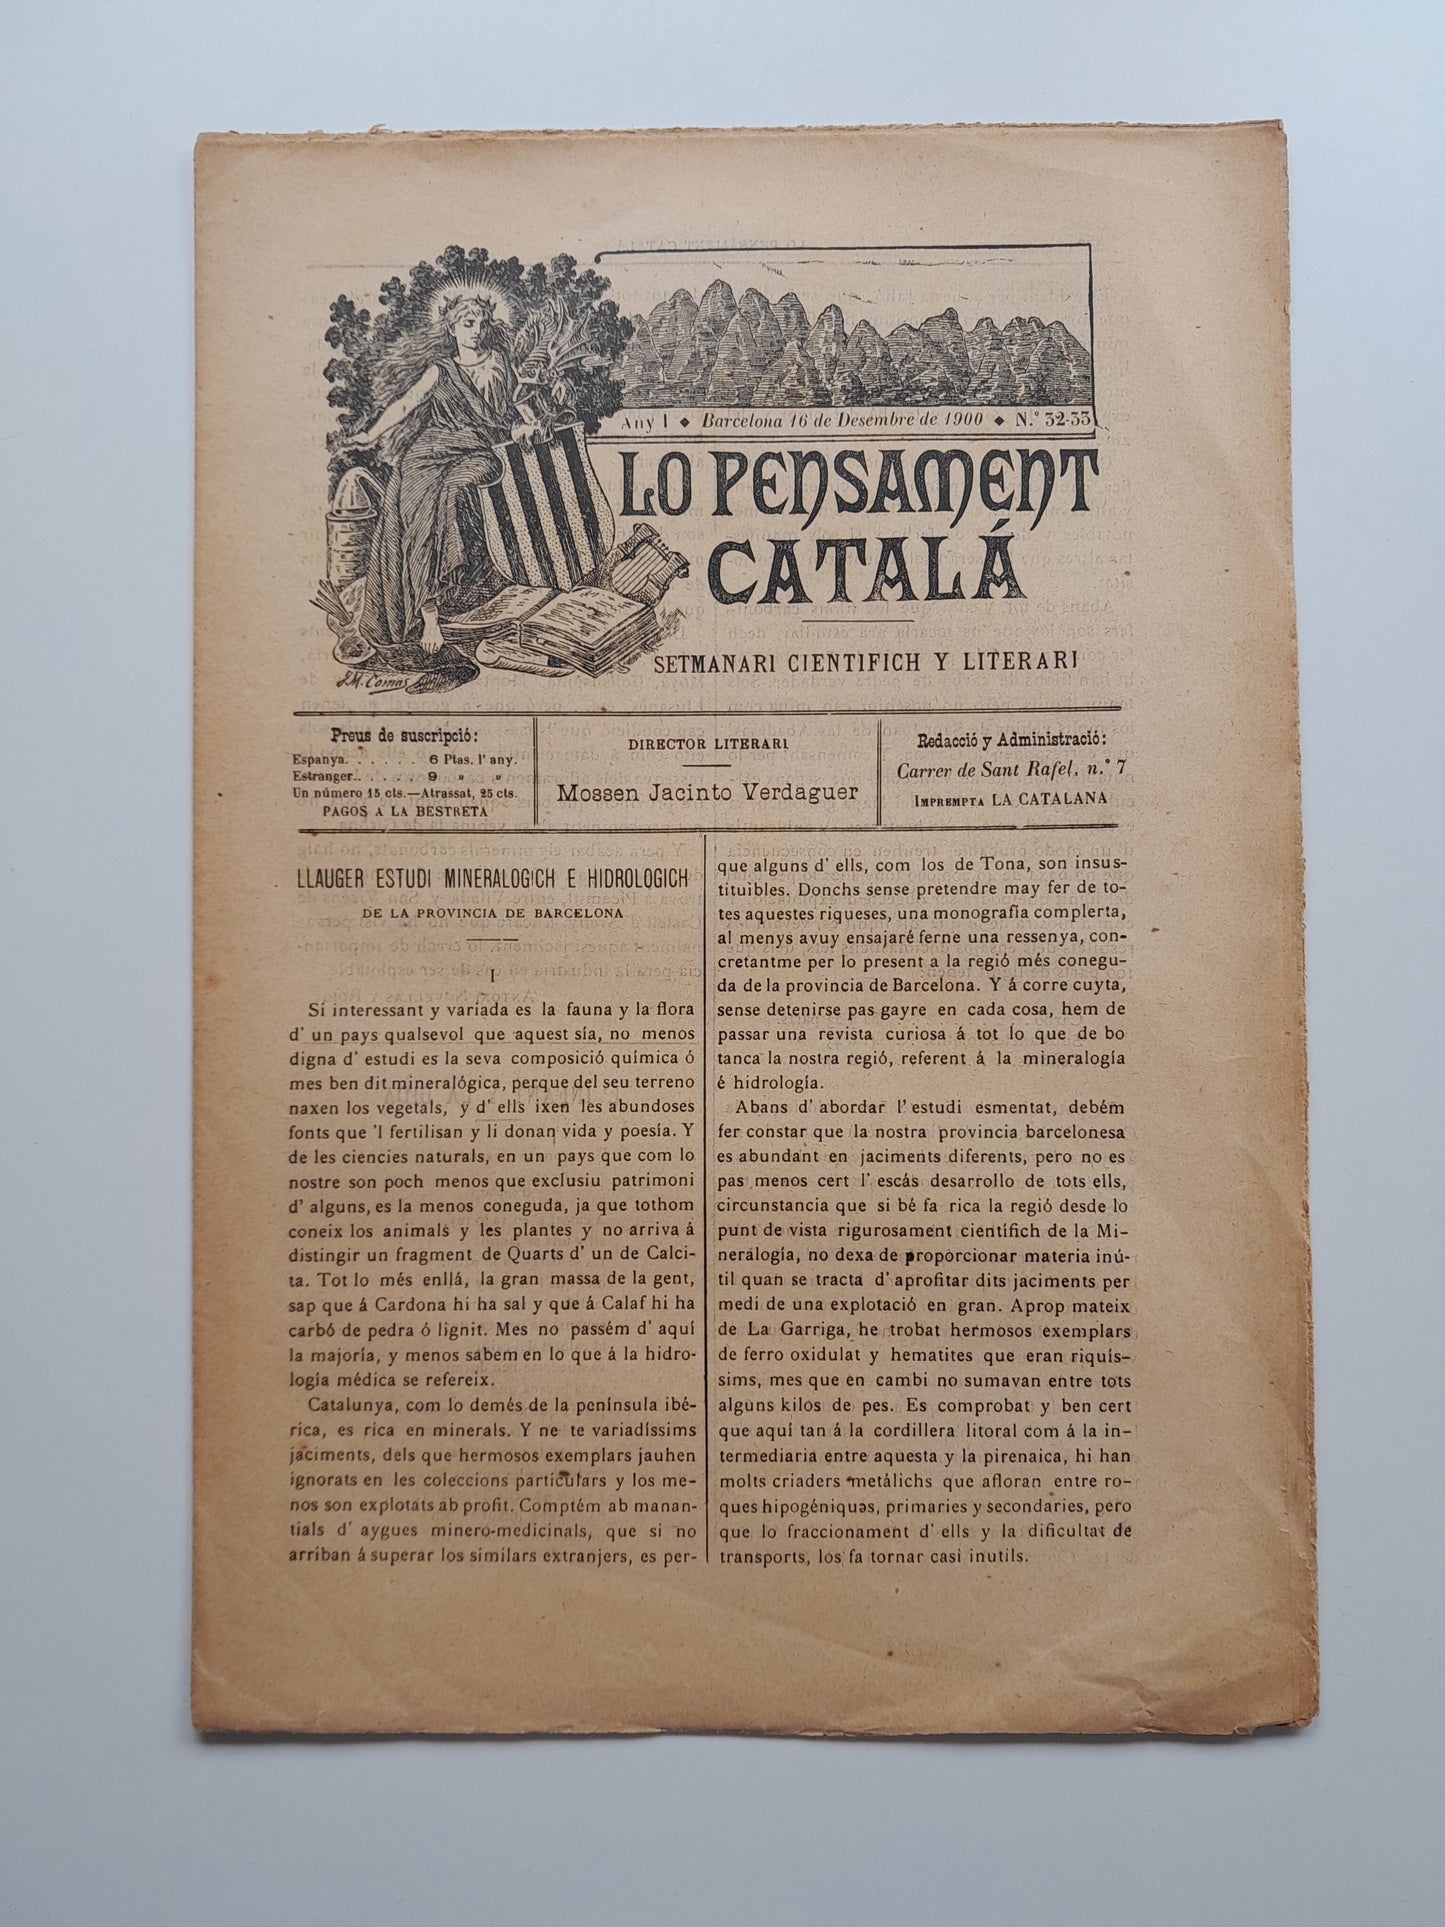 Any I ◆ Barcelona 16 de Desembre de 1900 ◆ N.º 32-33
LO PENSAMENT
CATALÁ
SETMANARI CIENTIFICH Y LITERARI
J.M. Comas
Preus de suscripció:
Espanya. . . . . . 6 Ptas. l' any.
Estranger. . . . . . 9 » »
Un número 15 cts.—Atrassat, 25 cts.
PAGOS A LA BESTRETA
DIRECTOR LITERARI
Mossen Jacinto Verdaguer
Redacció y Administració:
Carrer de Sant Rafel, n.º 7
IMPREMPTA LA CATALANA
LLAUGER ESTUDI MINERALOGICH E HIDROLOGICH
DE LA PROVINCIA DE BARCELONA
I
Sí interessant y variada es la fauna y la flora
d' un pays qualsevol que aquest sía, no menos
digna d' estudi es la seva composició química ó
mes ben dit mineralógica, perque del seu terreno
naxen los vegetals, y d' ells ixen les abundoses
fonts que 'l fertilisan y li donan vida y poesía. Y
de les ciencies naturals, en un pays que com lo
nostre son poch menos que exclusiu patrimoni
d' alguns, es la menos coneguda, ja que tothom
coneix los animals y les plantes y no arriva á
distingir un fragment de Quarts d' un de Calci-
ta. Tot lo més enllá, la gran massa de la gent,
sap que á Cardona hi ha sal y que á Calaf hi ha
carbó de pedra ó lignit. Mes no passém d' aquí
la majoría, y menos sabem en lo que á la hidro-
logía médica se refereix.
Catalunya, com lo demés de la península ibé-
rica, es rica en minerals. Y ne te variadíssims
jaciments, dels que hermosos exemplars jauhen
ignorats en les coleccions particulars y los me-
nos son explotats ab profit. Comptém ab manan-
tials d' aygues minero-medicinals, que si no
arriban á superar los similars extranjers, es per-
que alguns d' ells, com los de Tona, son insus-
tituibles. Donchs sense pretendre may fer de to-
tes aquestes riqueses, una monografía complerta,
al menys avuy ensajaré ferne una ressenya, con-
cretantme per lo present a la regió més conegu-
da de la provincia de Barcelona. Y á corre cuyta,
sense detenirse pas gayre en cada cosa, hem de
passar una revista curiosa á tot lo que de bo
tanca la nostra regió, referent á la mineralogía
é hidrología.
Abans d' abordar l' estudi esmentat, debém
fer constar que la nostra provincia barcelonesa
es abundant en jaciments diferents, pero no es
pas menos cert l' escás desarrollo de tots ells,
circunstancia que si bé fa rica la regió desde lo
punt de vista rigurosament científich de la Mi-
neralogía, no dexa de proporcionar materia inú-
til quan se tracta d' aprofitar dits jaciments per
medi de una explotació en gran. Aprop mateix
de La Garriga, he trobat hermosos exemplars
de ferro oxidulat y hematites que eran riquís-
sims, mes que en cambi no sumavan entre tots
alguns kilos de pes. Es comprobat y ben cert
que aquí tan á la cordillera litoral com á la in-
termediaria entre aquesta y la pirenaica, hi han
molts criaders metálichs que afloran entre ro-
ques hipogéniques, primaries y secondaries, pero
que lo fraccionament d' ells y la dificultat de
transports, los fa tornar casi inutils.